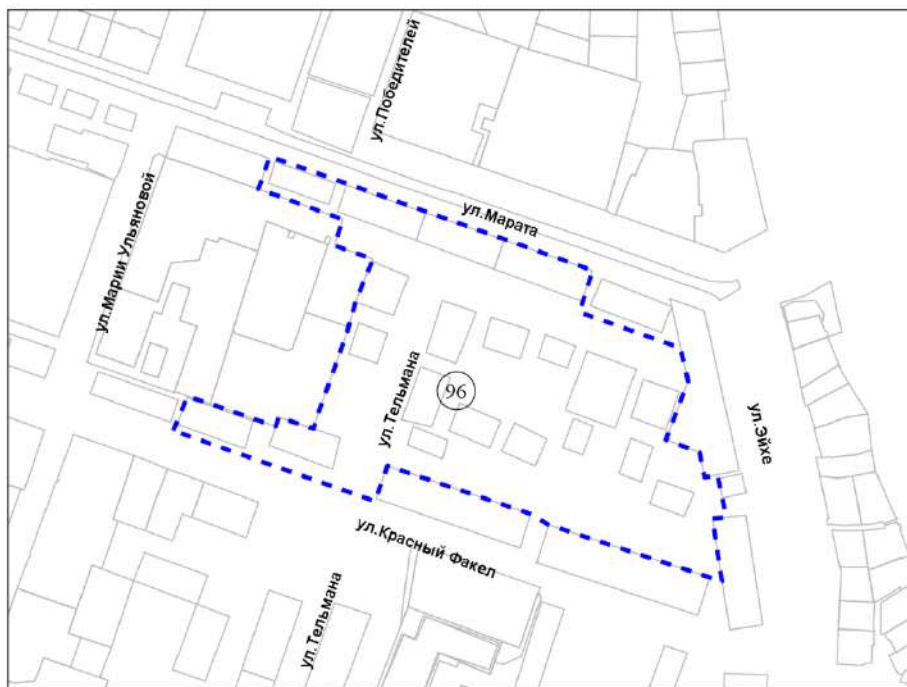 ул.Победителей
ул.Марата
ул.Марии Ульяновой
ул.Тельмана
96
ул.Эйхе
ул.Красный Факел
ул.Тельмана